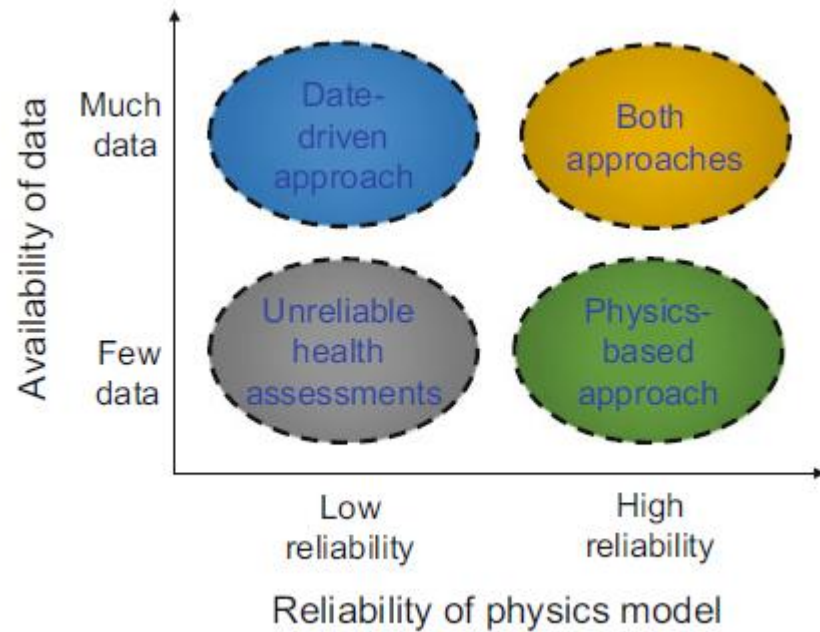 Availability of data
Much
data
Date-
driven
approach
Both
approaches
Few
data
Unreliable
health
assessments
Physics-
based
approach
Low
reliability
High
reliability
Reliability of physics model